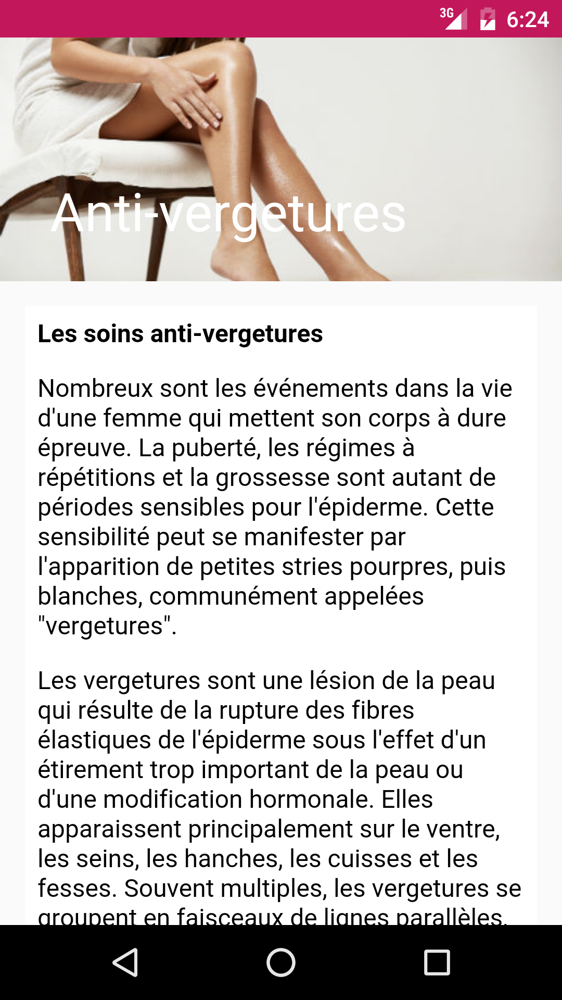 3G 6:24
Anti-vergetures
Les soins anti-vergetures
Nombreux sont les événements dans la vie
d'une femme qui mettent son corps à dure
épreuve. La puberté, les régimes à
répétitions et la grossesse sont autant de
périodes sensibles pour l'épiderme. Cette
sensibilité peut se manifester par
l'apparition de petites stries pourpres, puis
blanches, communément appelées
"vergetures".
Les vergetures sont une lésion de la peau
qui résulte de la rupture des fibres
élastiques de l'épiderme sous l'effet d'un
étirement trop important de la peau ou
d'une modification hormonale. Elles
apparaissent principalement sur le ventre,
les seins, les hanches, les cuisses et les
fesses. Souvent multiples, les vergetures se
groupent en faisceaux de lignes parallèles.